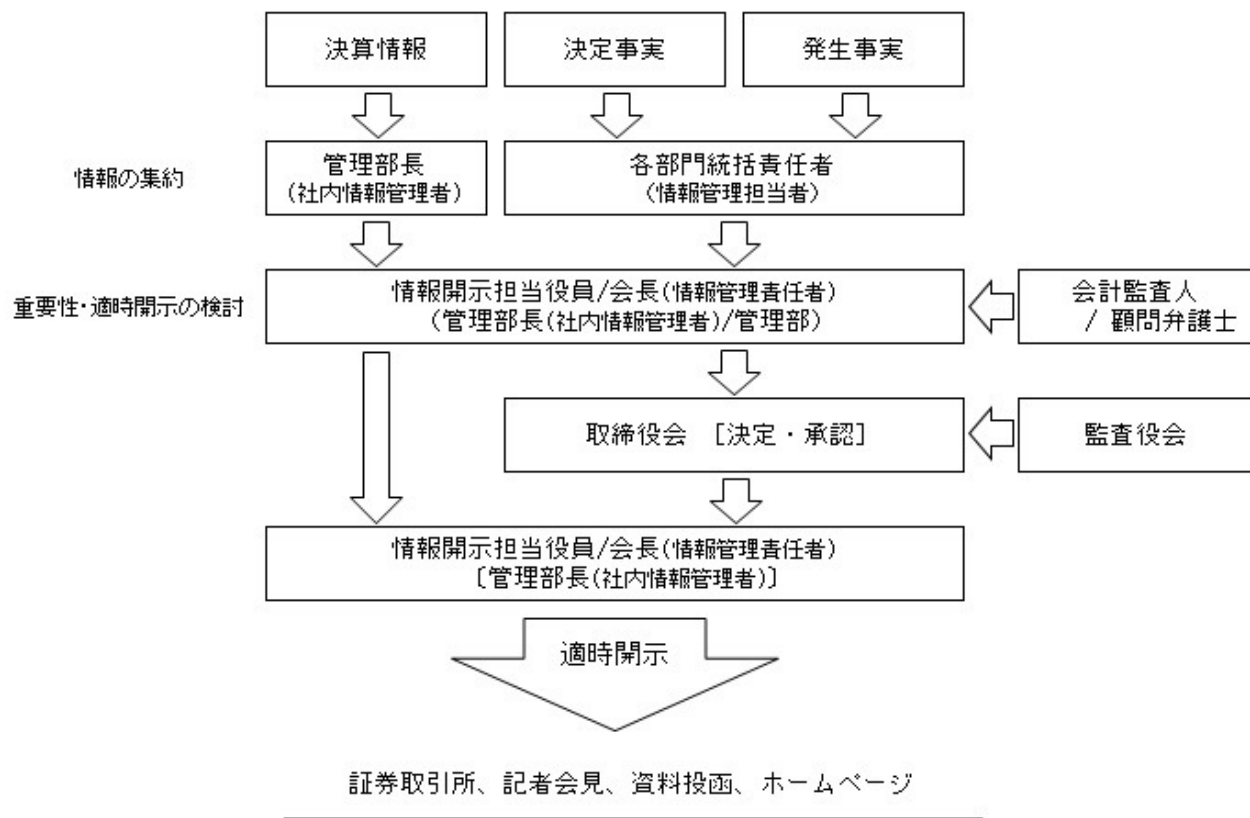 決算情報
決定事実
発生事実
情報の集約
管理部長
(社内情報管理者)
各部門統括責任者
(情報管理担当者)
重要性・適時開示の検討
情報開示担当役員/会長(情報管理責任者)
(管理部長(社内情報管理者)/管理部)
会計監査人
/ 顧問弁護士
取締役会 [決定・承認]
監査役会
情報開示担当役員/会長(情報管理責任者)
[管理部長(社内情報管理者)]
適時開示
証券取引所、記者会見、資料投函、ホームページ